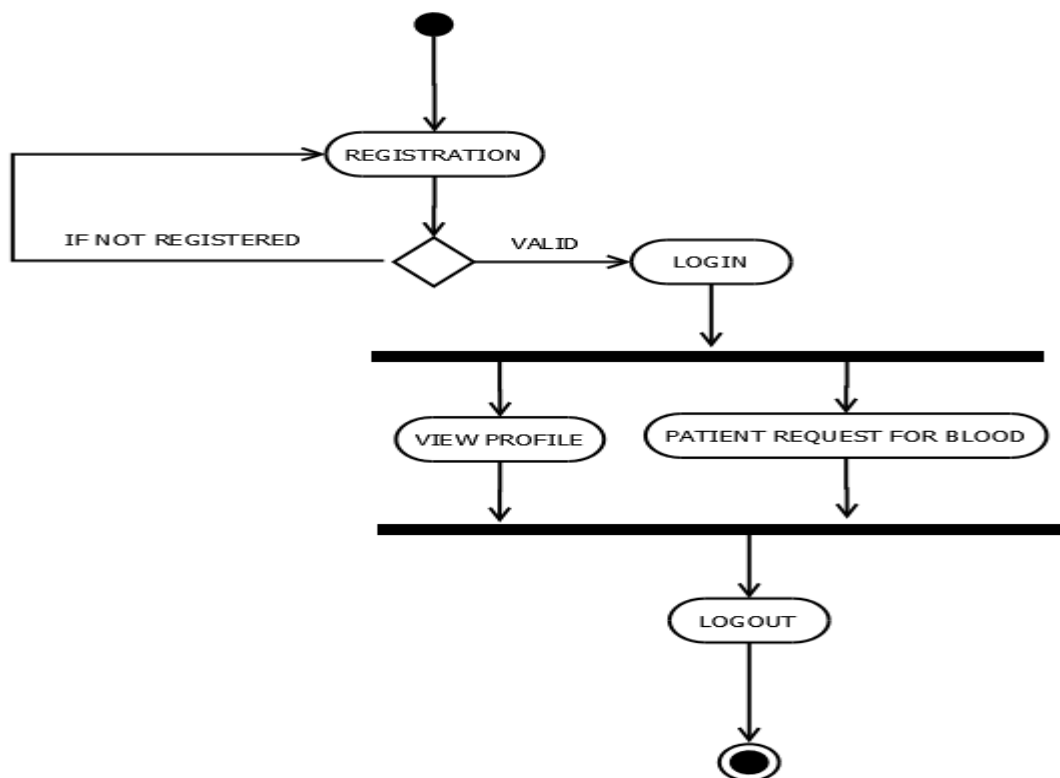 REGISTRATION
IF NOT REGISTERED
VALID
LOGIN
VIEW PROFILE
PATIENT REQUEST FOR BLOOD
LOGOUT